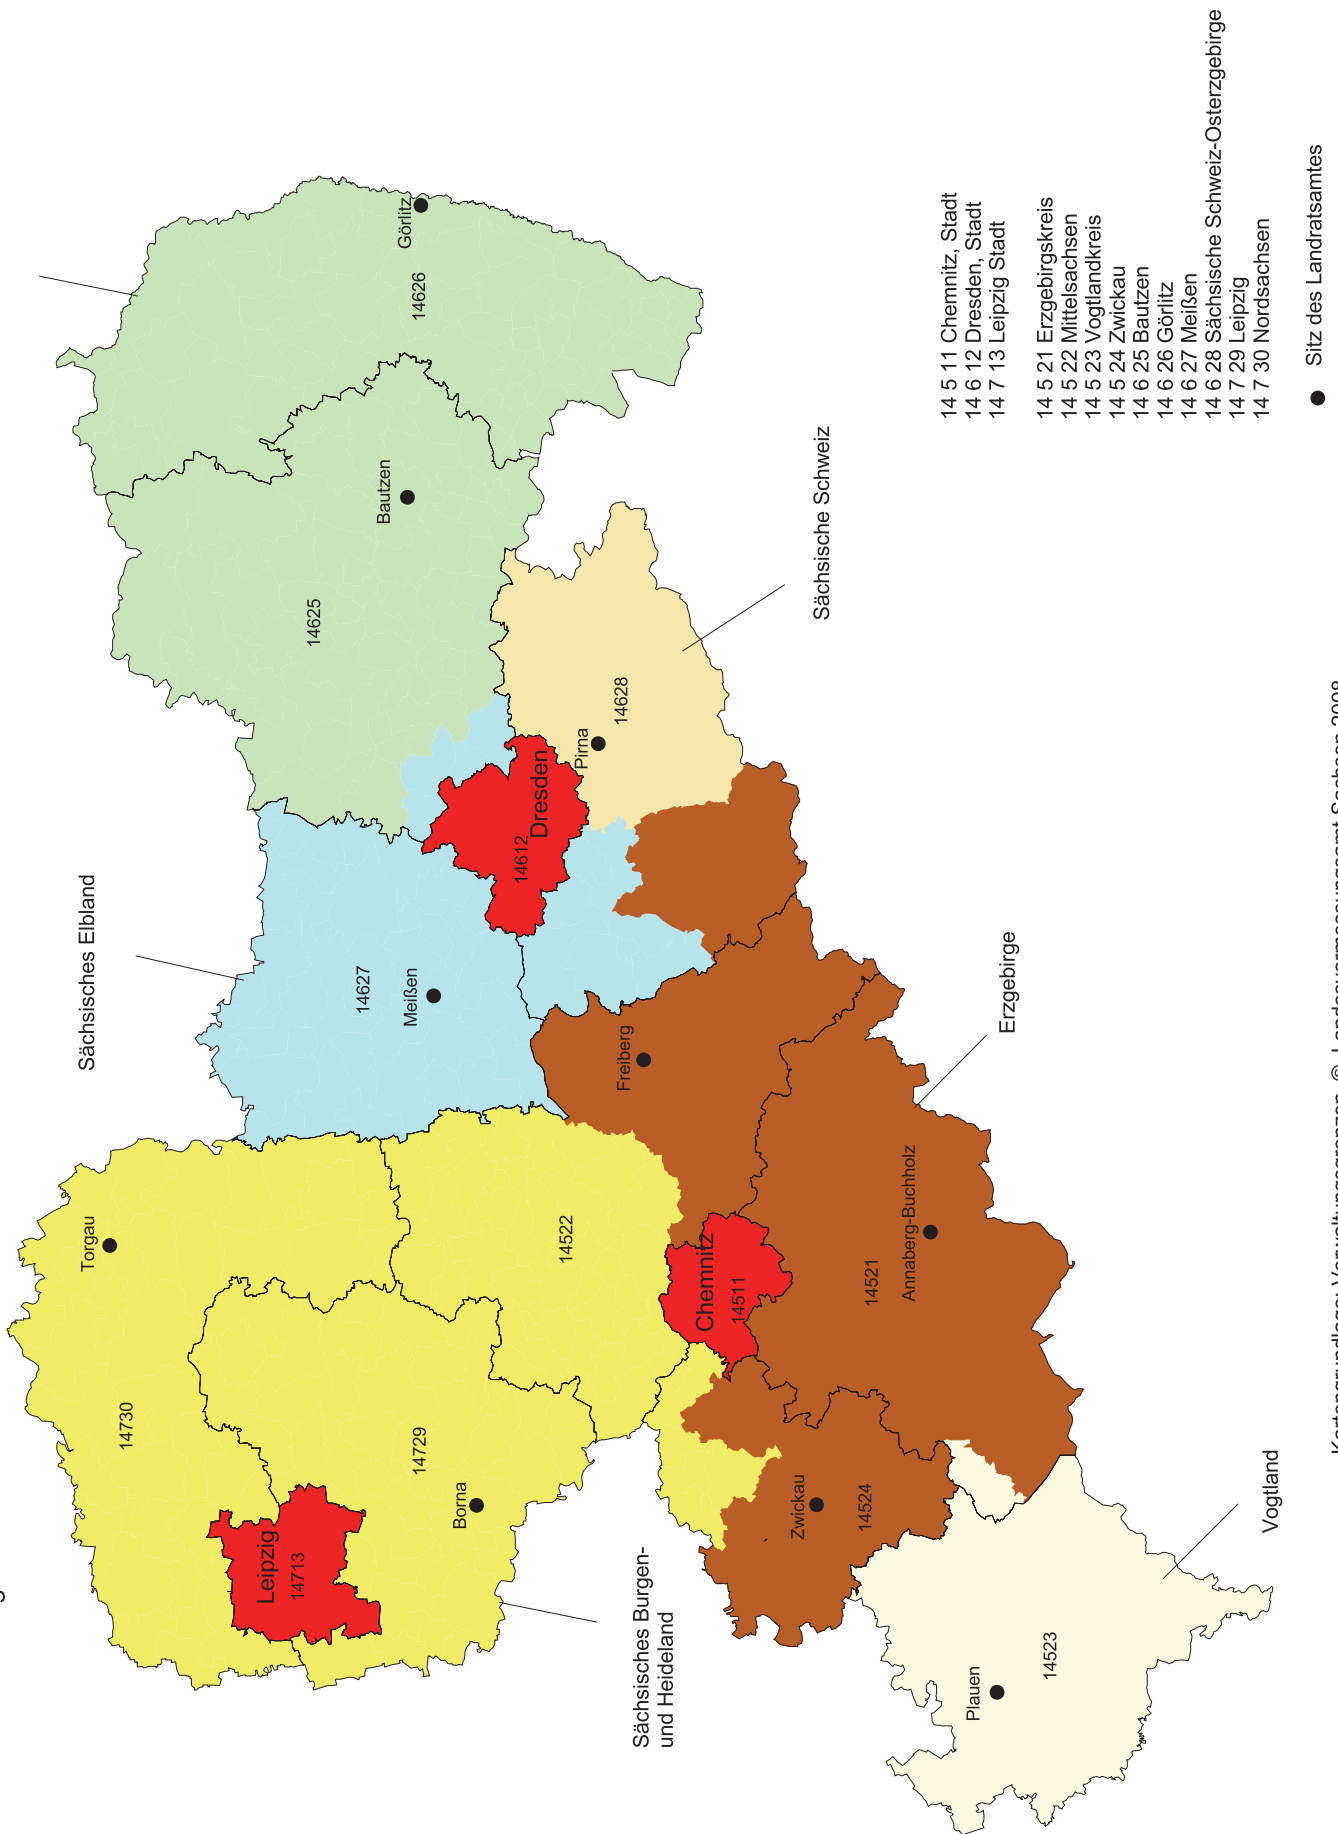 Torgau
14730
Leipzig
14713
14729
Borna
14522
Sächsisches Burgen-
und Heideland
Sächsisches Elbland
14627
Meißen
14625
Bautzen
14626
Görlitz
14612
Dresden
Pirna
14628
Sächsische Schweiz
Freiberg
Chemnitz
14511
14521
Annaberg-Buchholz
Erzgebirge
Zwickau
14524
Plauen
14523
Vogtland
14 5 11 Chemnitz, Stadt
14 6 12 Dresden, Stadt
14 7 13 Leipzig Stadt
14 5 21 Erzgebirgskreis
14 5 22 Mittelsachsen
14 5 23 Vogtlandkreis
14 5 24 Zwickau
14 6 25 Bautzen
14 6 26 Görlitz
14 6 27 Meißen
14 6 28 Sächsische Schweiz-Osterzgebirge
14 7 29 Leipzig
14 7 30 Nordsachsen
Sitz des Landratsamtes
Kartengrundlage: Verwaltungsgrenzen, © Landesvermessungsamt Sachsen 2008